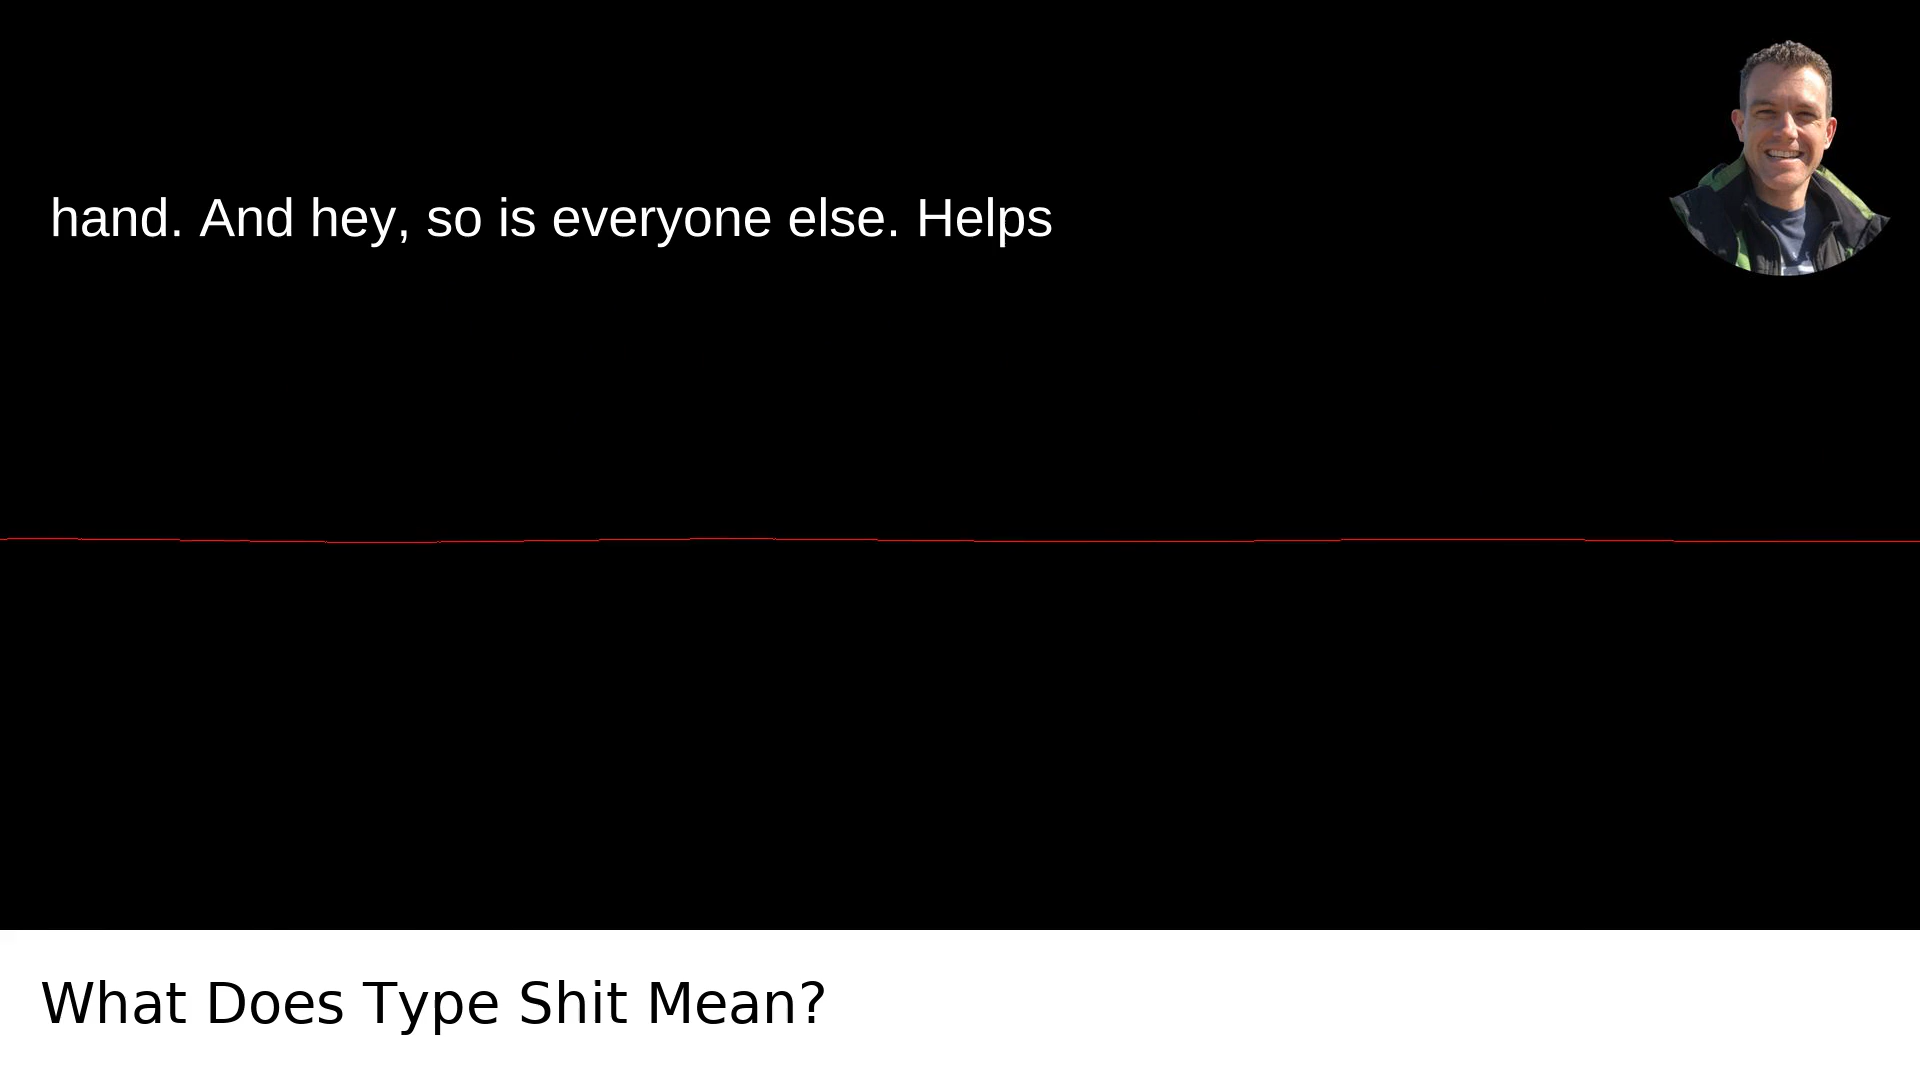 hand. And hey, so is everyone else. Helps
What Does Type Shit Mean?